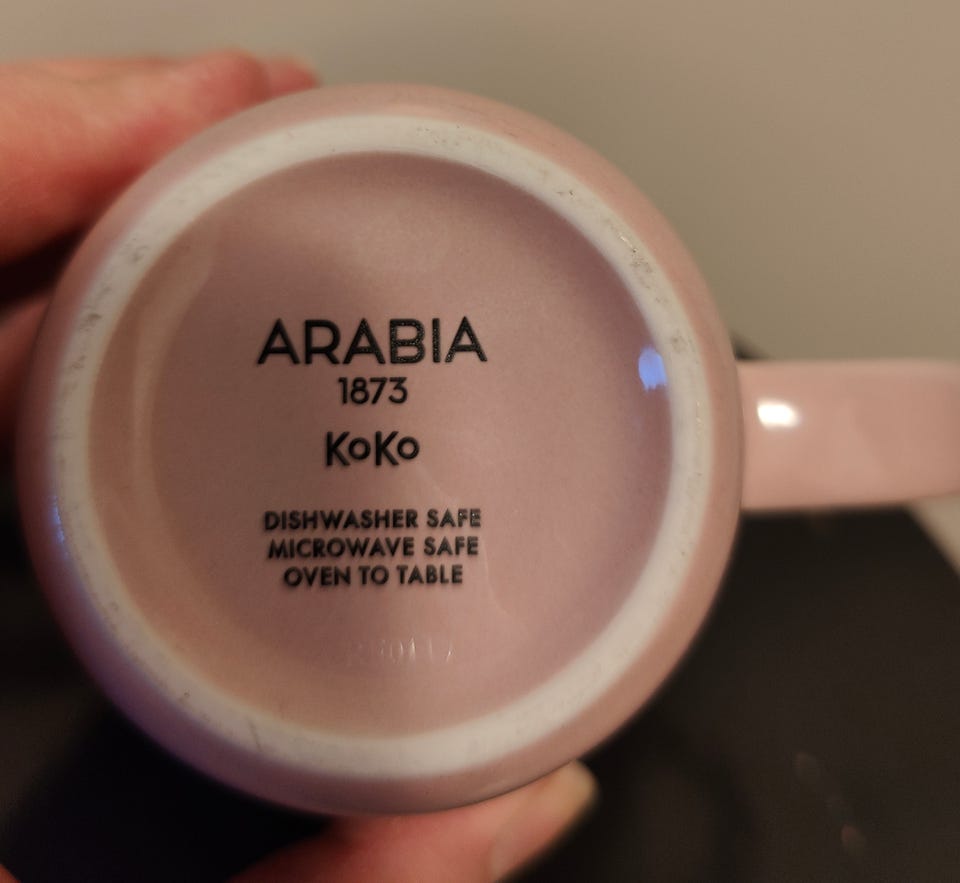 ARABIA
1873
KoKo
DISHWASHER SAFE
MICROWAVE SAFE
OVEN TO TABLE